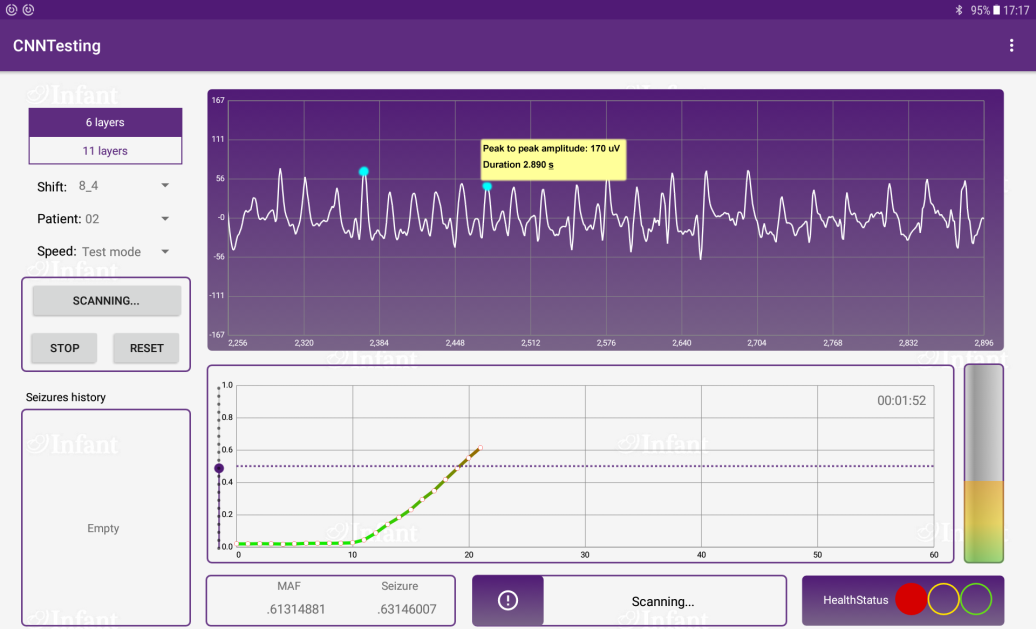 95% 17:17
CNNTesting
Infant
6 layers
11 layers
Shift: 8_4
Patient: 02
Speed: Test mode
Infant
SCANNING...
STOP
RESET
Seizures history
Infant
Empty
Infant
167
111
56
-0
-56
-111
-167
2,256 2,320 2,384 2,448 2,512 2,576 2,640 2,704 2,768 2,832 2,896
Peak to peak amplitude: 170 uV
Duration 2.890 s
Infant
Infant
1.0
0.8
0.6
0.4
0.2
0.0
0 10 20 30 40 50 60
00:01:52
Infant
Infant
MAF Seizure
.61314881 .63146007
Scanning...
Infant
HealthStatus